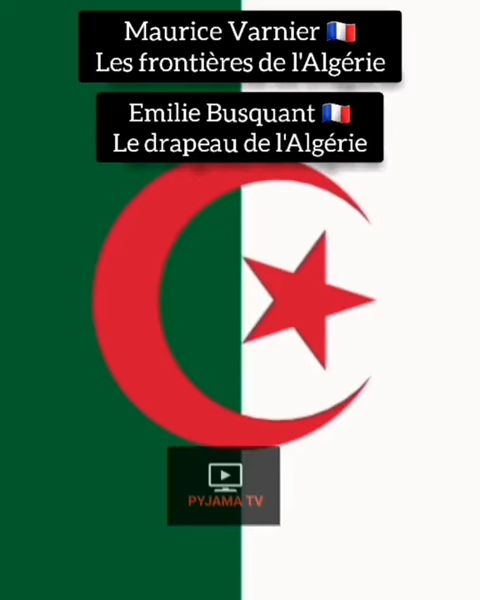 Maurice Varnier 🇫🇷
Les frontières de l'Algérie
Emilie Busquant 🇫🇷
Le drapeau de l'Algérie
PYJAMA TV